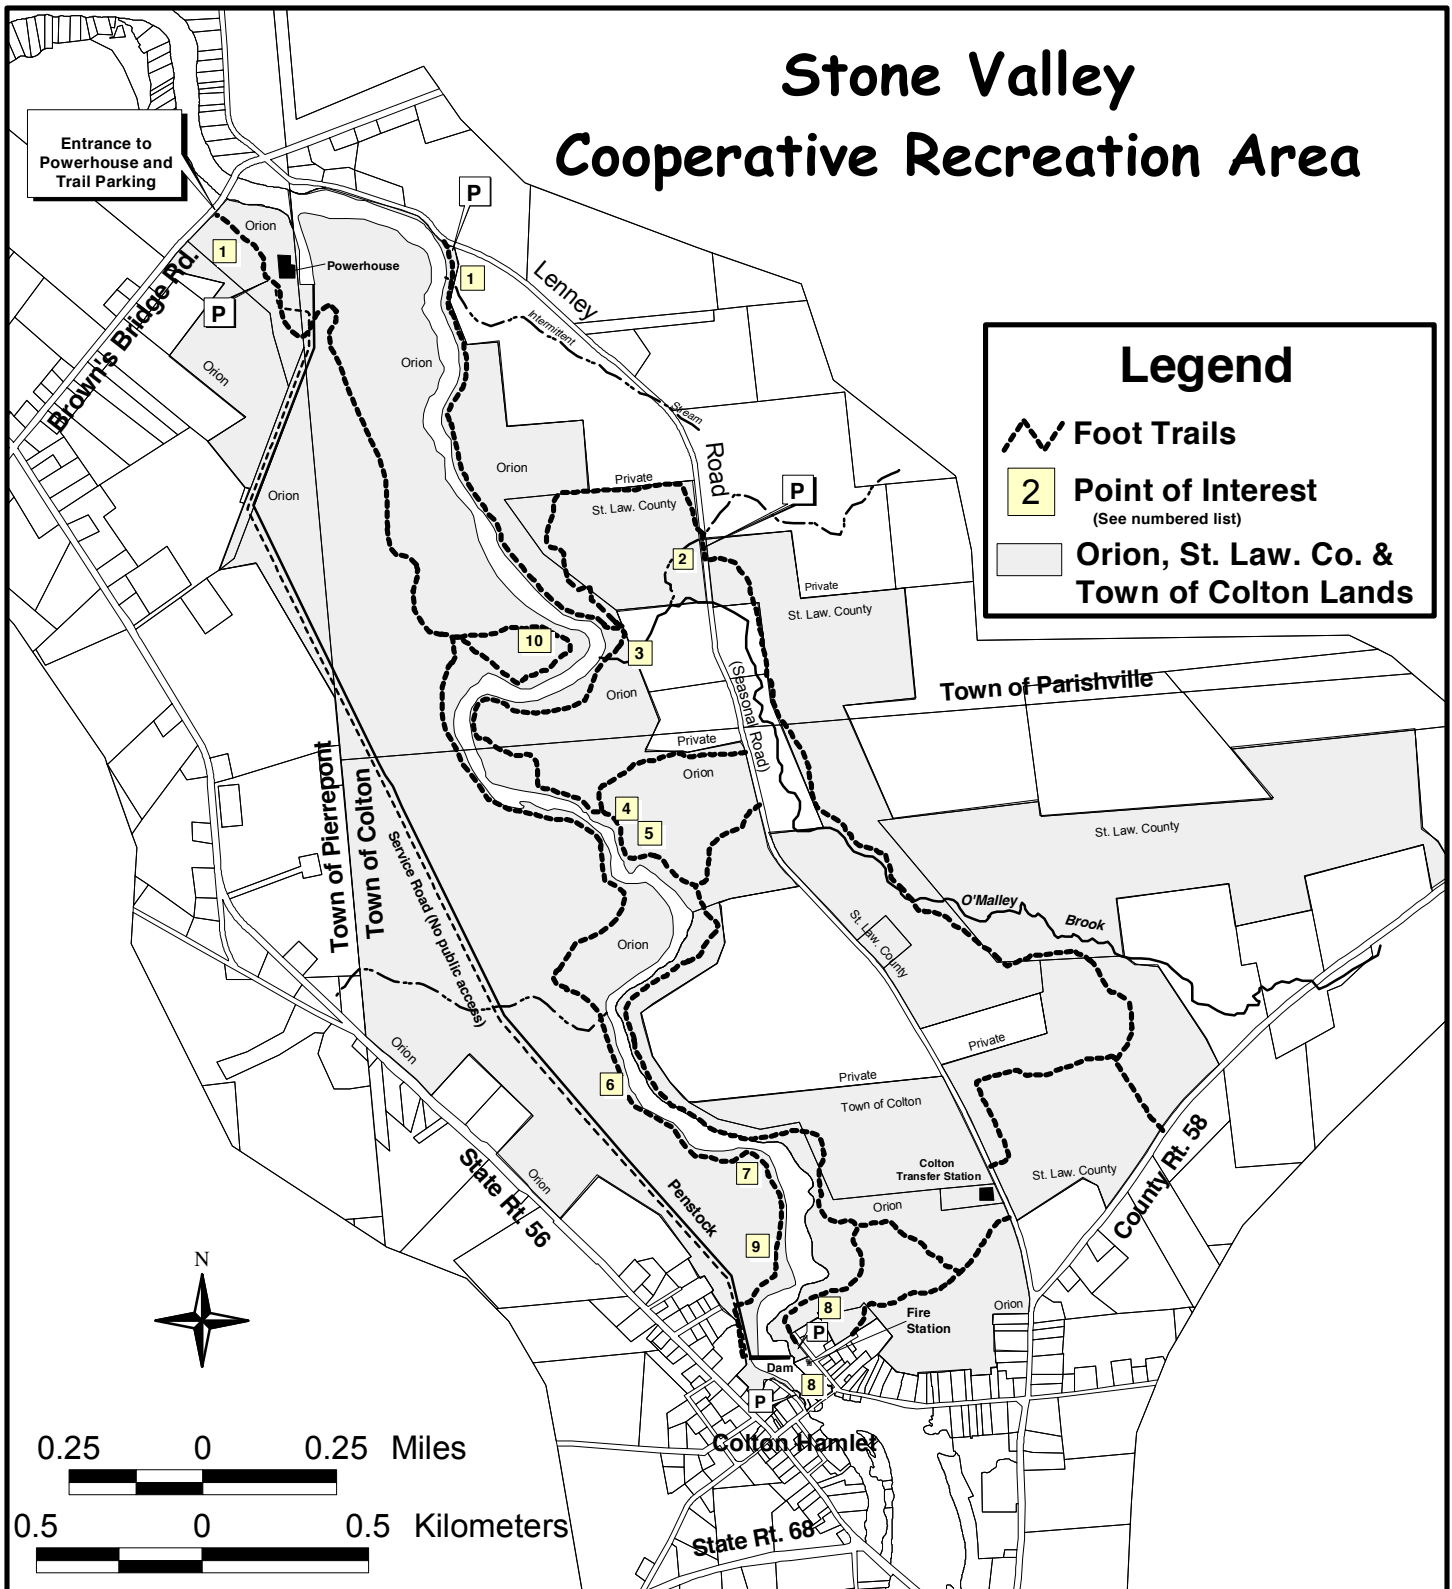 Stone Valley
Cooperative Recreation Area
Entrance to
Powerhouse and
Trail Parking
P
Orion
1
Powerhouse
1
P
Lenney
Brown's Bridge Rd.
Intermittent
Stream
Orion
Orion
Legend
Foot Trails
2 Point of Interest
(See numbered list)
Orion, St. Law. Co. &
Town of Colton Lands
Road
Orion
Private
St. Law. County
P
Orion
2
Private
St. Law. County
10
3
(Seasonal Road)
Orion
Town of Parishville
Private
Orion
Town of Pierrepont
Town of Colton
4
5
Service Road (No public access)
St. Law. County
O'Malley
Brook
St. Law. County
Orion
Orion
Private
6
Private
Town of Colton
County Rt. 58
State Rt. 56
Orion
7
Colton
Transfer Station
St. Law. County
Penstock
Orion
9
N
8
Fire
Station
Orion
P
Dam
8
P
Colton Hamlet
0.25 0 0.25 Miles
0.5 0 0.5 Kilometers
State Rt. 68